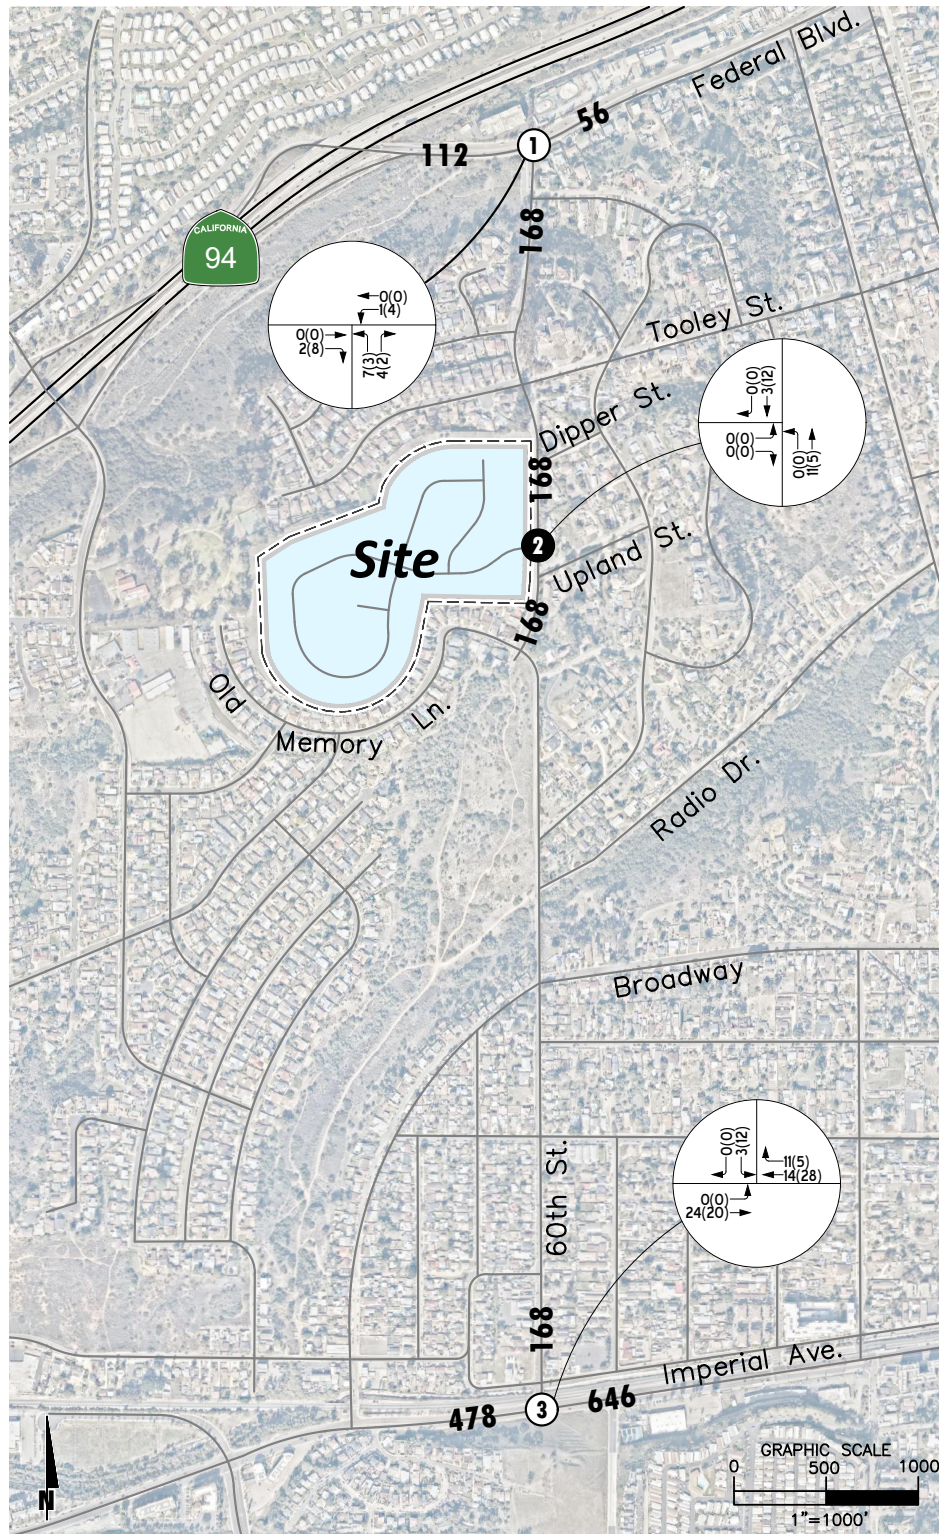 Federal Blvd.
56
1
112
168
CALIFORNIA
94
0(0)
1(4)
0(0)
2(8)
7(3)
4(2)
Tooley St.
Dipper St.
0(0)
3(12)
0(0)
0(0)
0(0)
11(5)
168
2
Site
Upland St.
168
Old
Memory
Ln.
Radio Dr.
Broadway
60th St.
0(0)
3(12)
11(5)
14(28)
0(0)
24(20)
168
Imperial Ave.
3
646
478
N
GRAPHIC SCALE
0 500 1000
1"=1000'